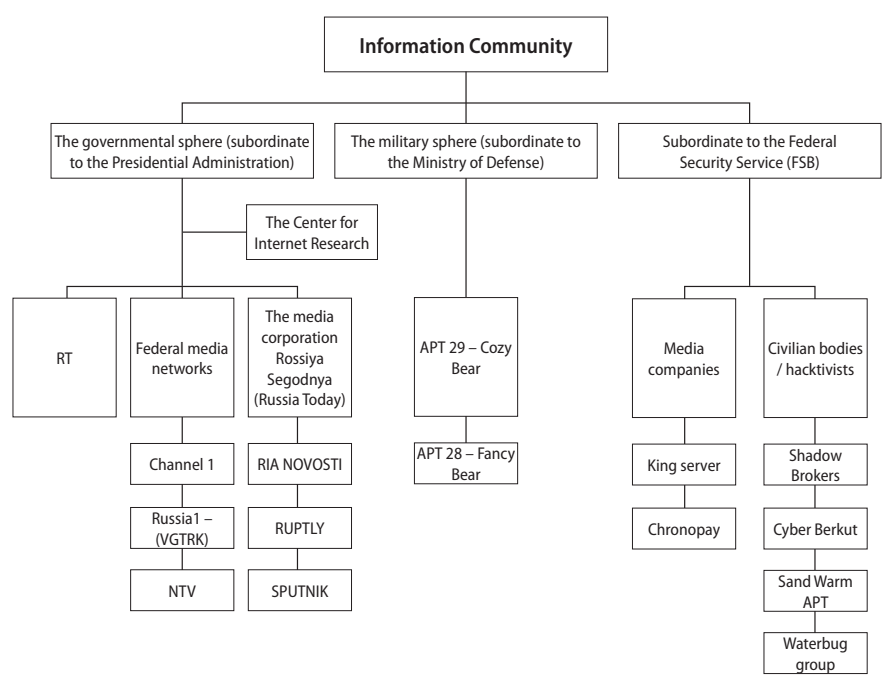 Information Community
The governmental sphere (subordinate
to the Presidential Administration)
The military sphere (subordinate to
the Ministry of Defense)
Subordinate to the Federal
Security Service (FSB)
The Center for
Internet Research
RT
Federal media
networks
The media
corporation
Rossiya
Segodnya
(Russia Today)
APT 29 – Cozy
Bear
Media
companies
Civilian bodies
/ hacktivists
Channel 1
RIA NOVOSTI
APT 28 – Fancy
Bear
King server
Shadow
Brokers
Russia1 –
(VGTRK)
RUPTLY
Chronopay
Cyber Berkut
NTV
SPUTNIK
Sand Warm
APT
Waterbug
group